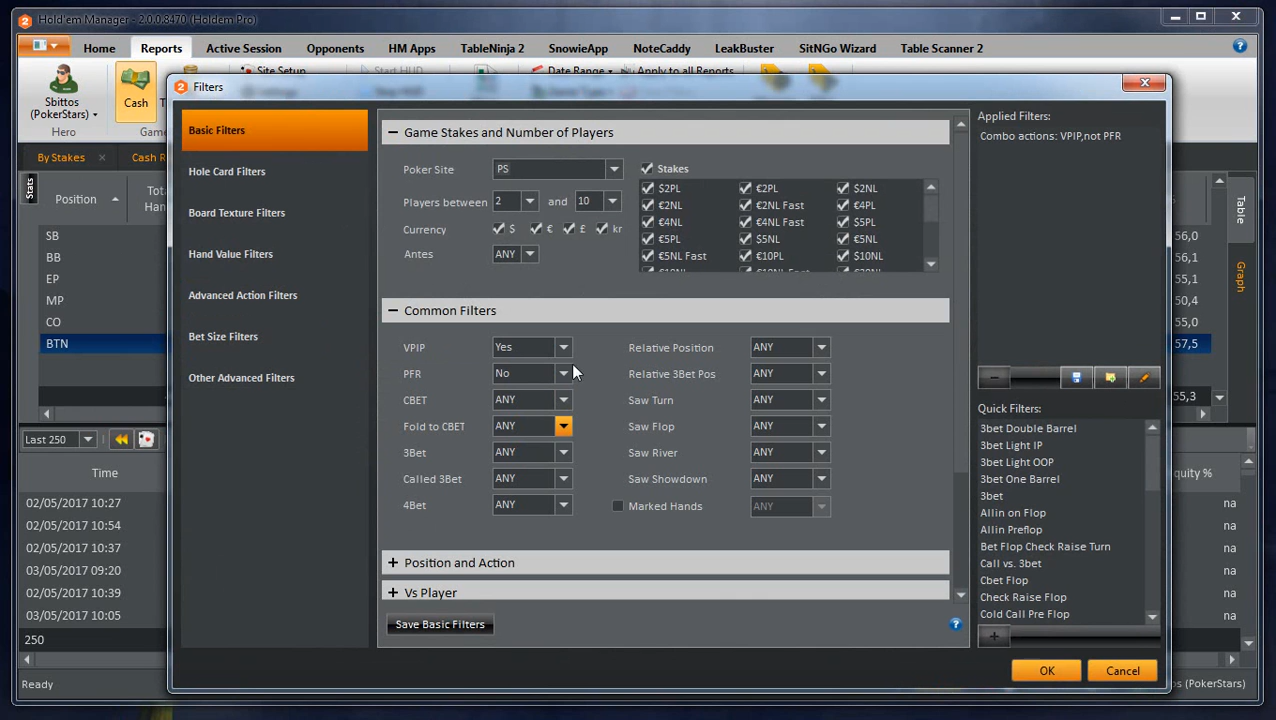 Hold'em Manager - 2.0.0.8470 (Holdem Pro)
Home Reports Active Session Opponents HM Apps TableNinja 2 SnowieApp NoteCaddy LeakBuster SitNGo Wizard Table Scanner 2
Sbittos
(PokerStars)
Hero
Cash
Site Setup
Start HUD
Date Range
Apply to all Reports
By Stakes
Stats
Position
SB
BB
EP
MP
CO
BTN
Last 250
Time
02/05/2017 10:27
02/05/2017 10:54
02/05/2017 10:37
03/05/2017 09:20
02/05/2017 10:39
03/05/2017 10:05
250
Ready
Filters
Basic Filters
Hole Card Filters
Board Texture Filters
Hand Value Filters
Advanced Action Filters
Bet Size Filters
Other Advanced Filters
Game Stakes and Number of Players
Poker Site PS
Players between 2 and 10
Currency $ € £ kr
Antes ANY
Stakes
$2PL €2PL $2NL
€2NL €2NL Fast €4PL
€4NL €4NL Fast $5PL
€5PL $5NL €5NL
€5NL Fast €10PL $10NL
Common Filters
VPIP Yes Relative Position ANY
PFR No Relative 3Bet Pos ANY
CBET ANY Saw Turn ANY
Fold to CBET ANY Saw Flop ANY
3Bet ANY Saw River ANY
Called 3Bet ANY Saw Showdown ANY
4Bet ANY Marked Hands ANY
Position and Action
Vs Player
Save Basic Filters
Applied Filters:
Combo actions: VPIP,not PFR
Quick Filters:
3bet Double Barrel
3bet Light IP
3bet Light OOP
3bet One Barrel
3bet
Allin on Flop
Allin Preflop
Bet Flop Check Raise Turn
Call vs. 3bet
Cbet Flop
Check Raise Flop
Cold Call Pre Flop
OK Cancel
Table
Graph
56,0
55,1
50,4
55,0
57,5
55,3
equity %
na
na
na
na
na
na
na